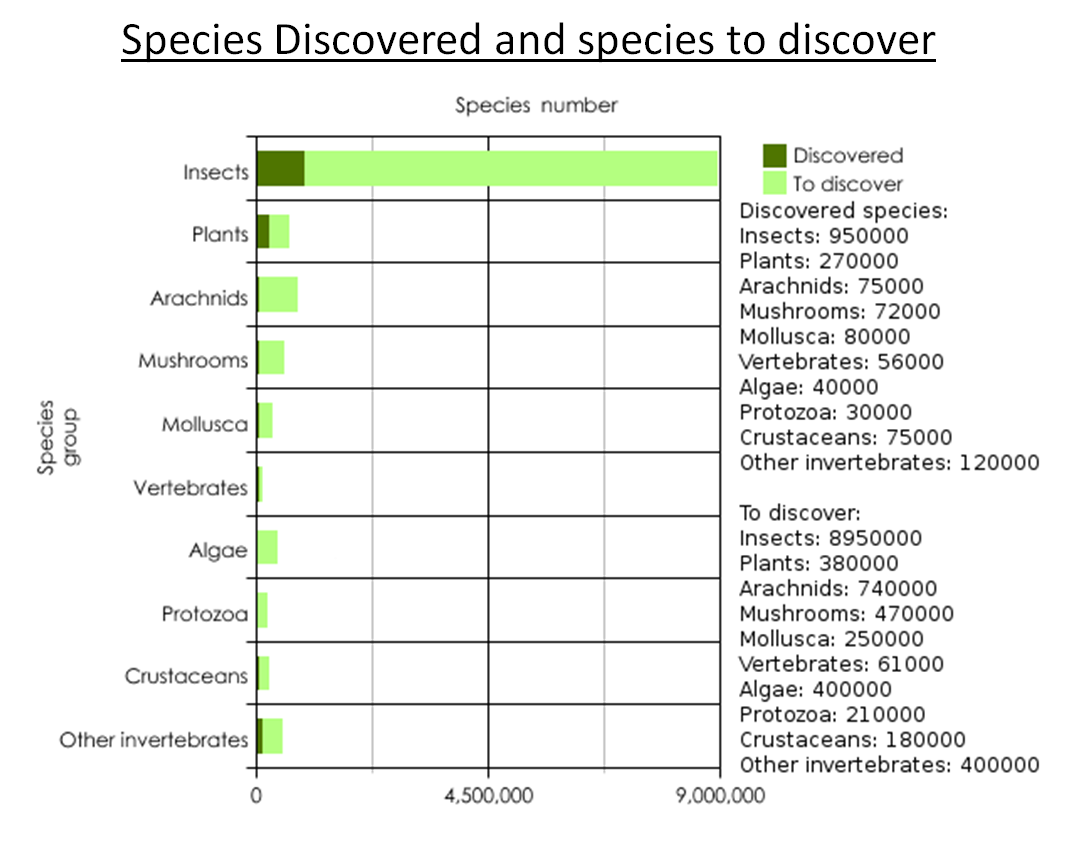 Species Discovered and species to discover
Species number
Insects
Plants
Arachnids
Mushrooms
Mollusca
Vertebrates
Algae
Protozoa
Crustaceans
Other invertebrates
Species
group
0
4,500,000
9,000,000
Discovered
To discover
Discovered species:
Insects: 950000
Plants: 270000
Arachnids: 75000
Mushrooms: 72000
Mollusca: 80000
Vertebrates: 56000
Algae: 40000
Protozoa: 30000
Crustaceans: 75000
Other invertebrates: 120000
To discover:
Insects: 8950000
Plants: 380000
Arachnids: 740000
Mushrooms: 470000
Mollusca: 250000
Vertebrates: 61000
Algae: 400000
Protozoa: 210000
Crustaceans: 180000
Other invertebrates: 400000